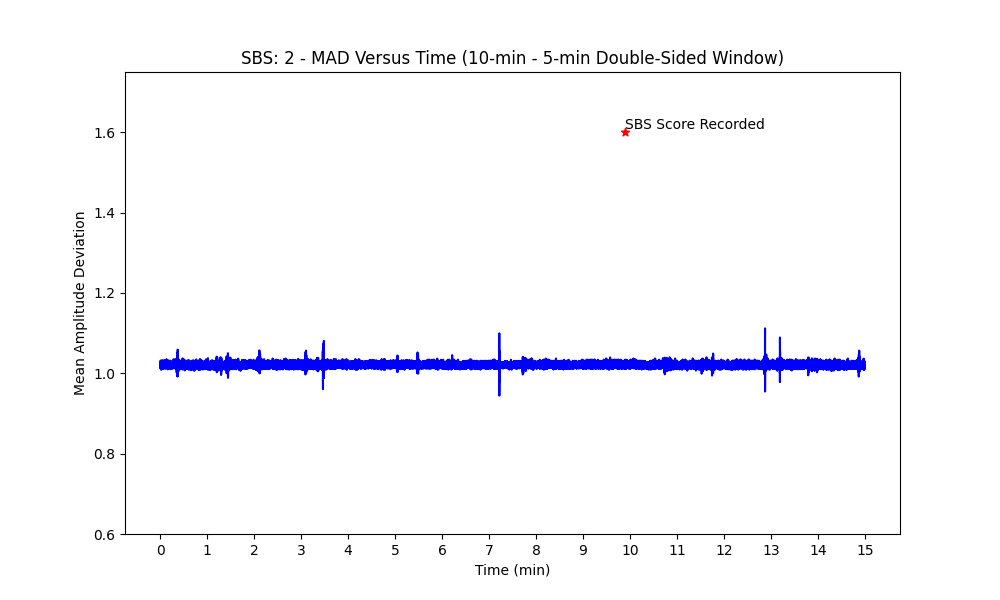 SBS: 2 - MAD Versus Time (10-min - 5-min Double-Sided Window)
SBS Score Recorded
Mean Amplitude Deviation
1.6
1.4
1.2
1.0
0.8
0.6
0 1 2 3 4 5 6 7 8 9 10 11 12 13 14 15
Time (min)